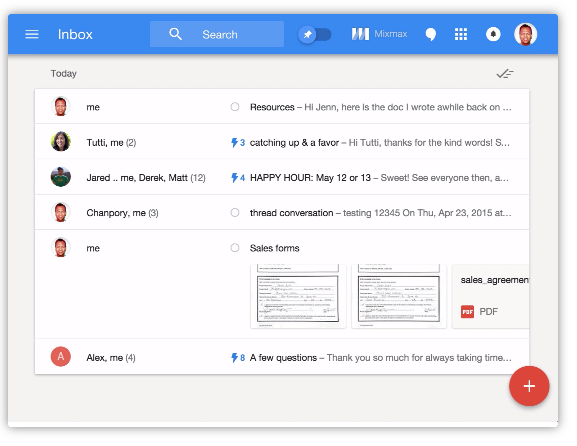 Inbox Search Mixmax
Today
me Resources – Hi Jenn, here is the doc I wrote awhile back on ...
Tutti, me (2) 3 catching up & a favor – Hi Tutti, thanks for the kind words! S...
Jared .. me, Derek, Matt (12) 4 HAPPY HOUR: May 12 or 13 – Sweet! See everyone then, a...
Chanpory, me (3) thread conversation – testing 12345 On Thu, Apr 23, 2015 at...
me Sales forms
sales_agreemen
PDF PDF
A Alex, me (4) 8 A few questions – Thank you so much for always taking time...